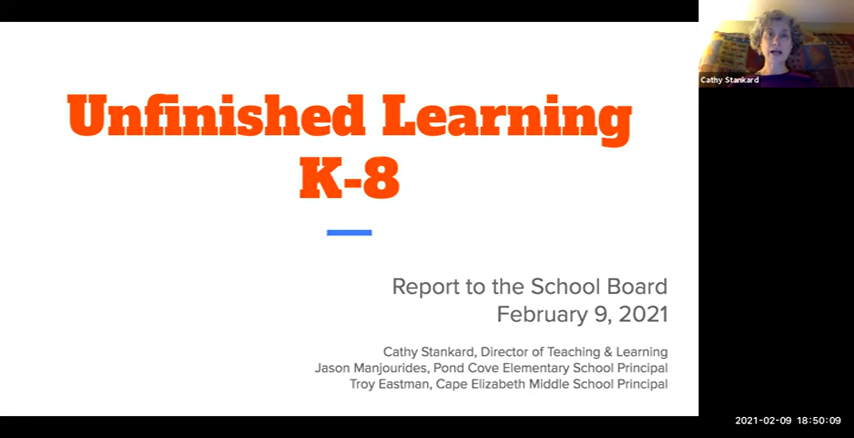 Unfinished Learning
K-8
Report to the School Board
February 9, 2021
Cathy Stankard, Director of Teaching & Learning
Jason Manjourides, Pond Cove Elementary School Principal
Troy Eastman, Cape Elizabeth Middle School Principal
Cathy Stankard
2021-02-09 18:50:09